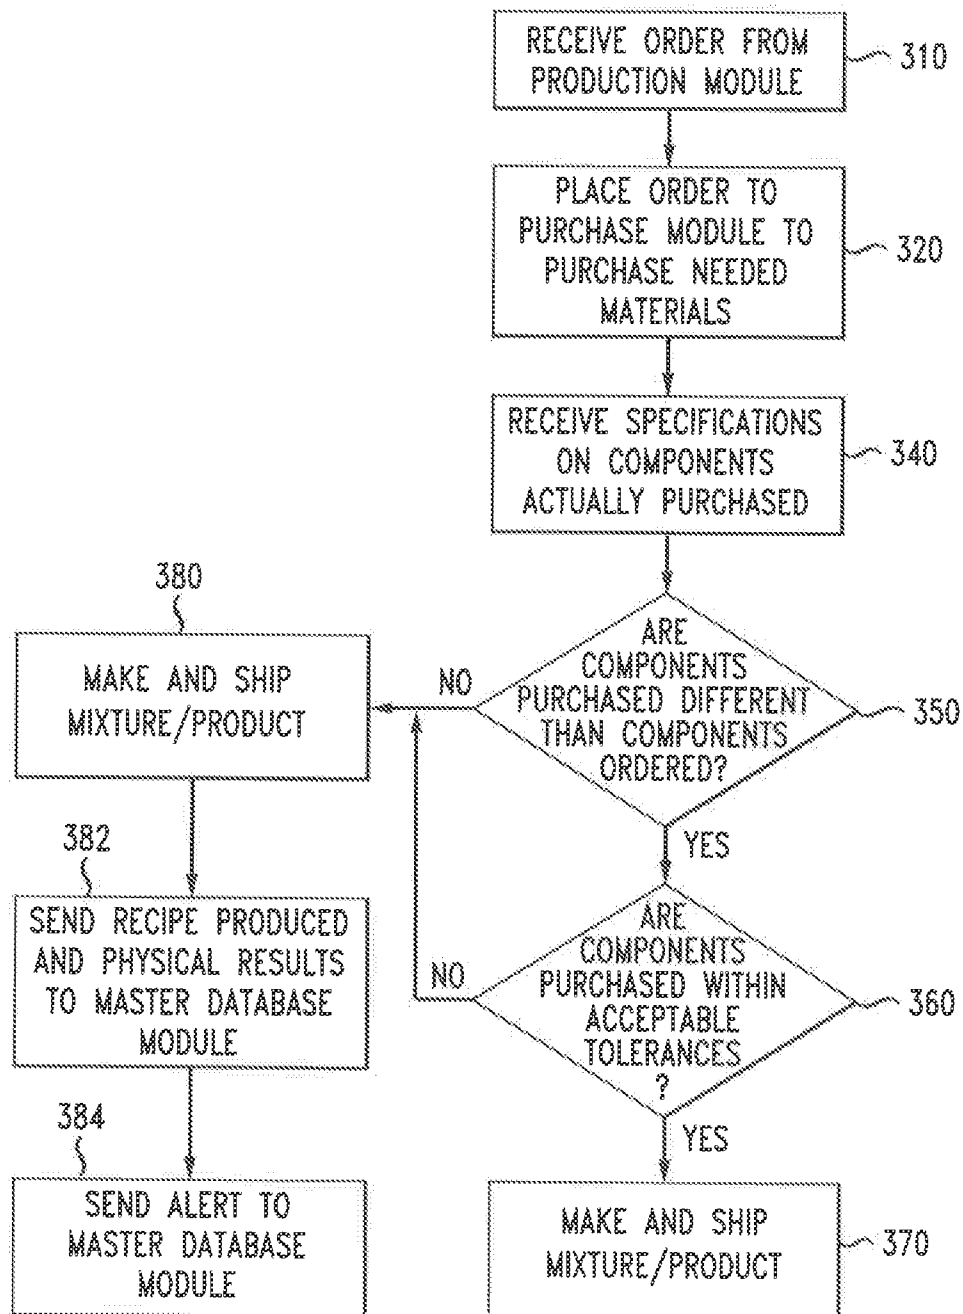 RECEIVE ORDER FROM
PRODUCTION MODULE
310
PLACE ORDER TO
PURCHASE MODULE TO
PURCHASE NEEDED
MATERIALS
320
RECEIVE SPECIFICATIONS
ON COMPONENTS
ACTUALLY PURCHASED
340
ARE
COMPONENTS
PURCHASED DIFFERENT
THAN COMPONENTS
ORDERED?
350
NO
YES
380
MAKE AND SHIP
MIXTURE/PRODUCT
382
SEND RECIPE PRODUCED
AND PHYSICAL RESULTS
TO MASTER DATABASE
MODULE
ARE
COMPONENTS
PURCHASED WITHIN
ACCEPTABLE
TOLERANCES
?
360
NO
YES
384
SEND ALERT TO
MASTER DATABASE
MODULE
MAKE AND SHIP
MIXTURE/PRODUCT
370